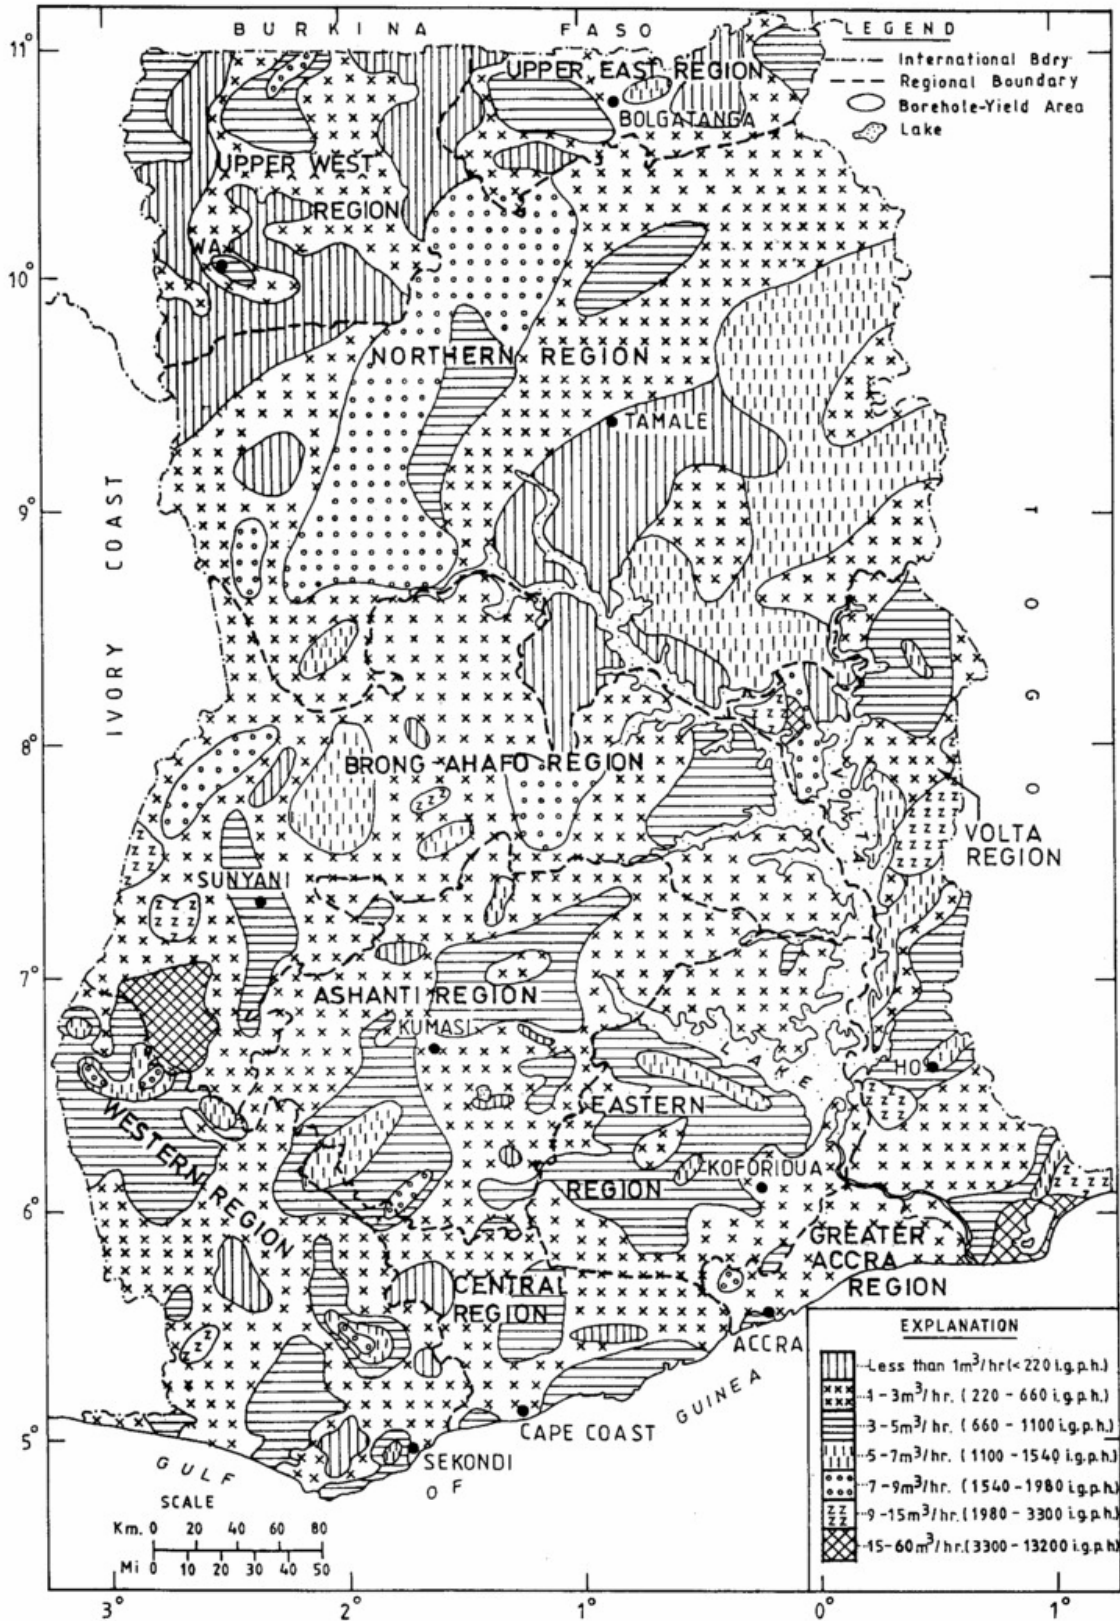 BURKINA FASO
LEGEND
International Bdry
Regional Boundary
Borehole-Yield Area
Lake
11°
10°
9°
8°
7°
6°
5°
UPPER EAST REGION
BOLGATANGA
UPPER WEST
REGION
WA
NORTHERN REGION
TAMALE
IVORY COAST
TOGO
BRONG AHAFO REGION
VOLTA
REGION
SUNYANI
ASHANTI REGION
KUMASI
LAKE
VOLTA
HO
EASTERN
REGION
KOFORIDUA
WESTERN REGION
GREATER
ACCRA
REGION
CENTRAL
REGION
ACCRA
CAPE COAST
SEKONDI
GULF OF GUINEA
EXPLANATION
Less than 1m³/hr (<220 i.g.p.h.)
1-3m³/hr. (220 - 660 i.g.p.h.)
3-5m³/hr. (660 - 1100 i.g.p.h.)
5-7m³/hr. (1100 - 1540 i.g.p.h.)
7-9m³/hr. (1540 - 1980 i.g.p.h.)
9-15m³/hr. (1980 - 3300 i.g.p.h.)
15-60m³/hr. (3300 - 13200 i.g.p.h.)
SCALE
Km. 0 20 40 60 80
Mi 0 10 20 30 40 50
3° 2° 1° 0° 1°